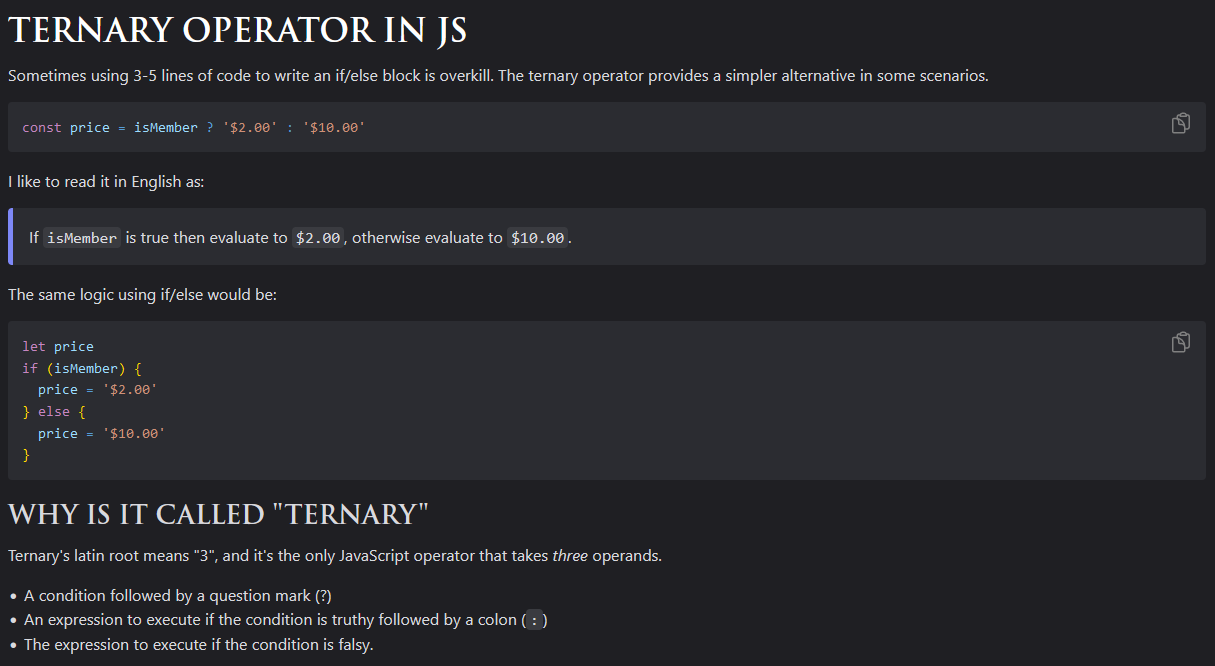 TERNARY OPERATOR IN JS
Sometimes using 3-5 lines of code to write an if/else block is overkill. The ternary operator provides a simpler alternative in some scenarios.
const price = isMember ? '$2.00' : '$10.00'
I like to read it in English as:
If isMember is true then evaluate to $2.00, otherwise evaluate to $10.00.
The same logic using if/else would be:
let price
if (isMember) {
  price = '$2.00'
} else {
  price = '$10.00'
}
WHY IS IT CALLED "TERNARY"
Ternary's latin root means "3", and it's the only JavaScript operator that takes three operands.
• A condition followed by a question mark (?)
• An expression to execute if the condition is truthy followed by a colon (:)
• The expression to execute if the condition is falsy.